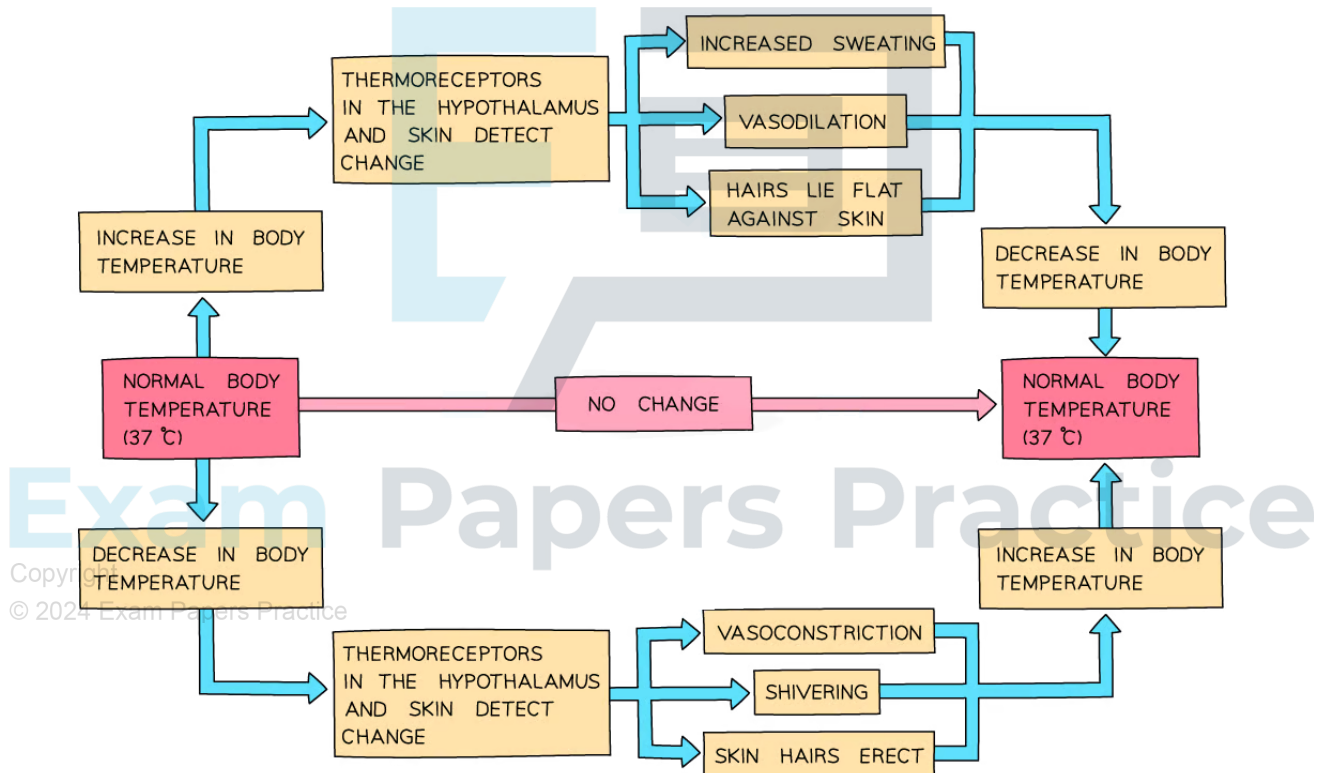 INCREASED SWEATING
THERMORECEPTORS
IN THE HYPOTHALAMUS
AND SKIN DETECT
CHANGE
VASODILATION
HAIRS LIE FLAT
AGAINST SKIN
INCREASE IN BODY
TEMPERATURE
DECREASE IN BODY
TEMPERATURE
NORMAL BODY
TEMPERATURE
(37 °C)
NO CHANGE
NORMAL BODY
TEMPERATURE
(37 °C)
Exam Papers Practice
DECREASE IN BODY
TEMPERATURE
INCREASE IN BODY
TEMPERATURE
Copyright
© 2024 Exam Papers Practice
THERMORECEPTORS
IN THE HYPOTHALAMUS
AND SKIN DETECT
CHANGE
VASOCONSTRICTION
SHIVERING
SKIN HAIRS ERECT